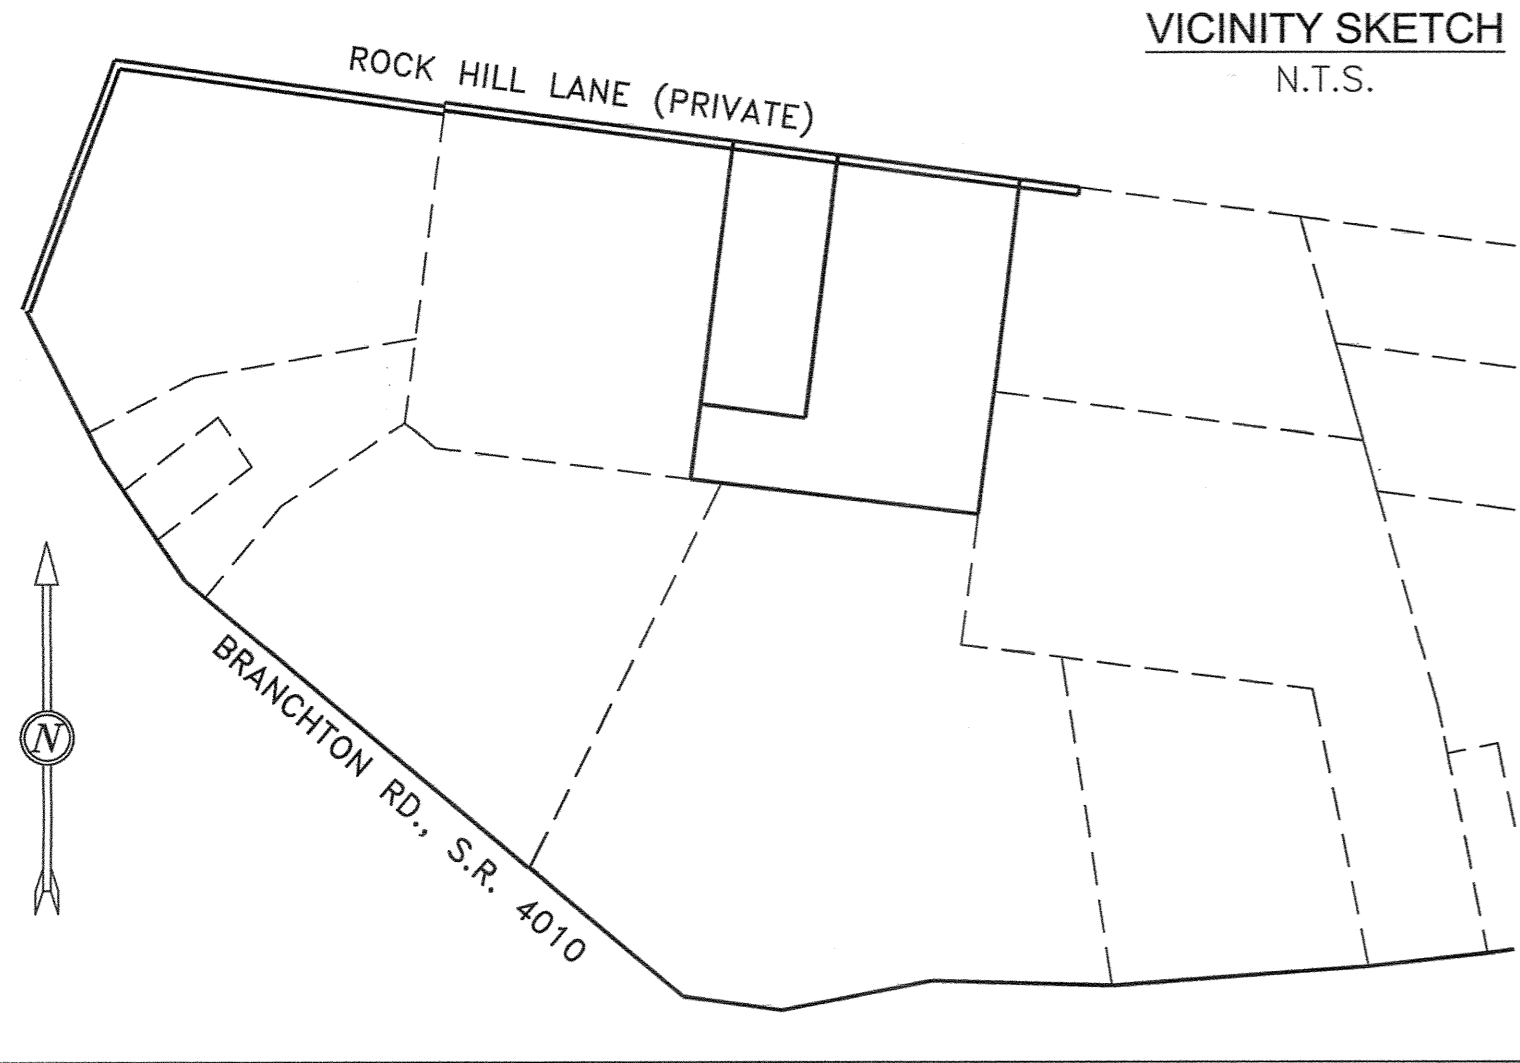 VICINITY SKETCH
N.T.S.
ROCK HILL LANE (PRIVATE)
BRANCHTON RD., S.R. 4010
N